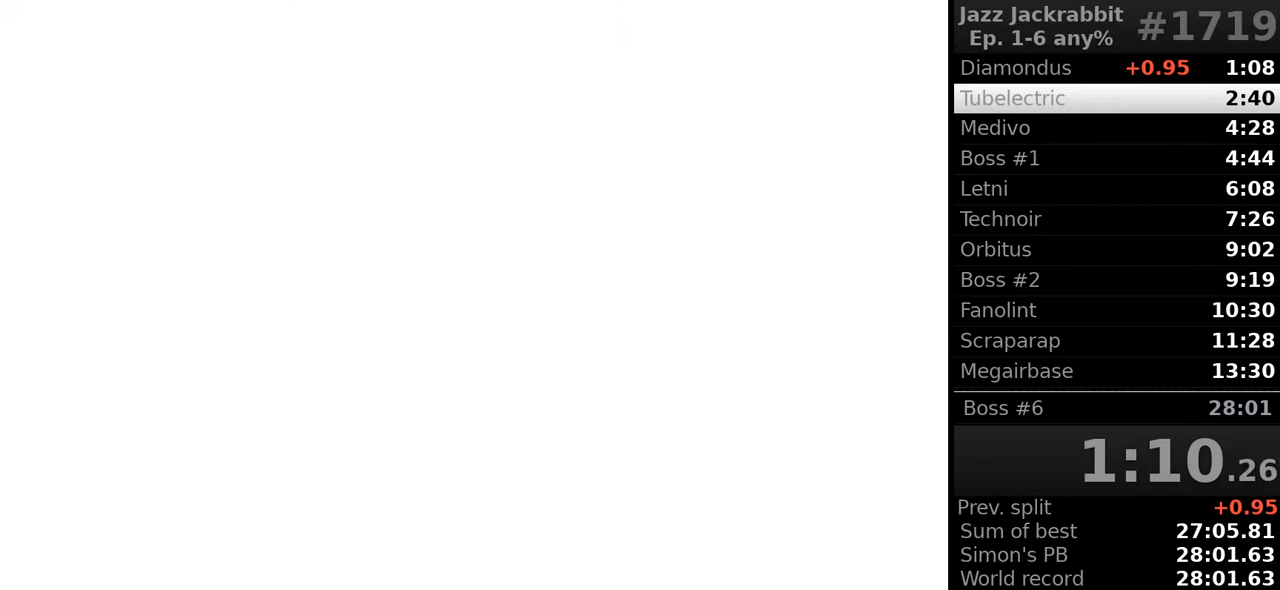 Jazz Jackrabbit
Ep. 1-6 any% #1719
Diamondus +0.95 1:08
Tubelectric 2:40
Medivo 4:28
Boss #1 4:44
Letni 6:08
Technoir 7:26
Orbitus 9:02
Boss #2 9:19
Fanolint 10:30
Scraparap 11:28
Megairbase 13:30
Boss #6 28:01
1:10.26
Prev. split +0.95
Sum of best 27:05.81
Simon's PB 28:01.63
World record 28:01.63